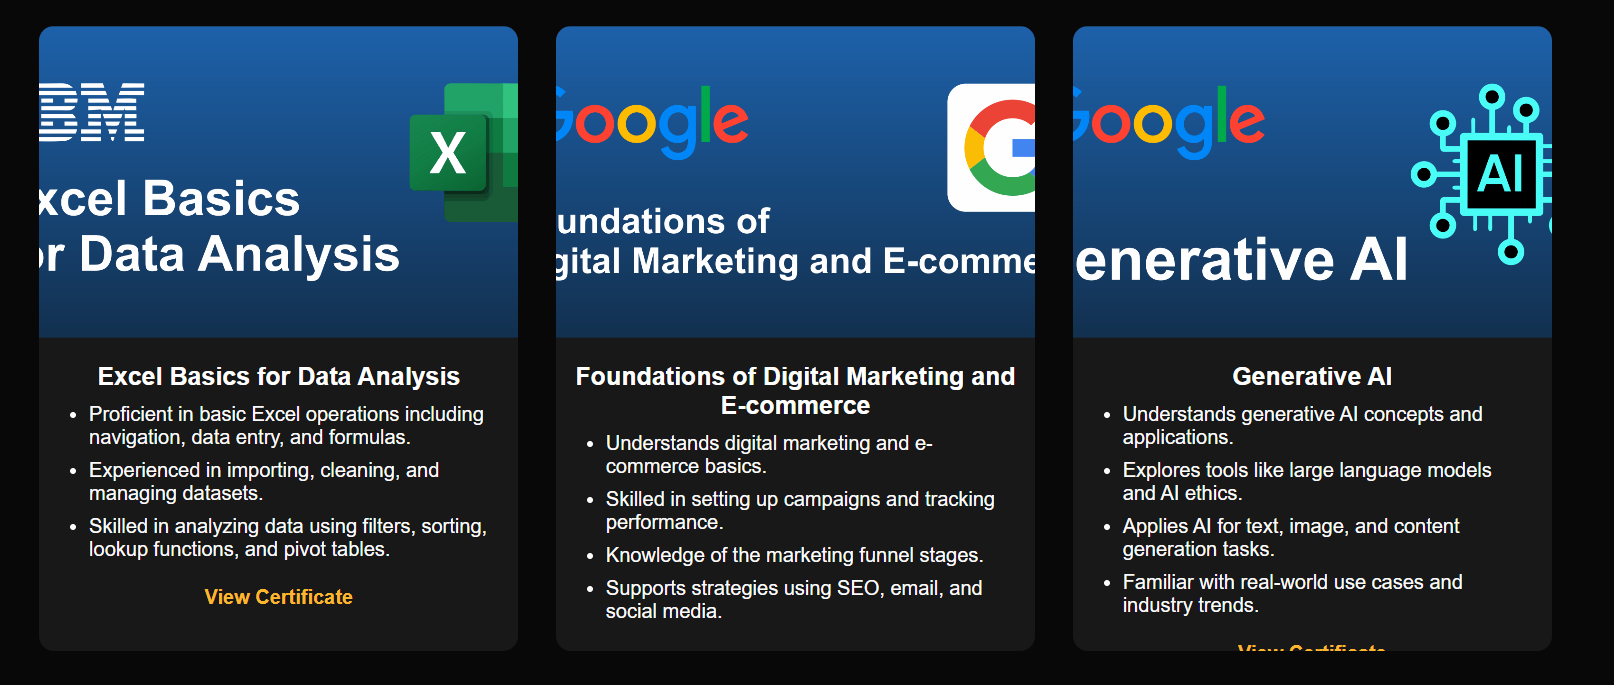 BM
xcel Basics
or Data Analysis
X
Excel Basics for Data Analysis
Proficient in basic Excel operations including
navigation, data entry, and formulas.
Experienced in importing, cleaning, and
managing datasets.
Skilled in analyzing data using filters, sorting,
lookup functions, and pivot tables.
View Certificate
Google
G
undations of
gital Marketing and E-comme
Foundations of Digital Marketing and
E-commerce
Understands digital marketing and e-
commerce basics.
Skilled in setting up campaigns and tracking
performance.
Knowledge of the marketing funnel stages.
Supports strategies using SEO, email, and
social media.
Google
AI
enerative AI
Generative AI
Understands generative AI concepts and
applications.
Explores tools like large language models
and AI ethics.
Applies AI for text, image, and content
generation tasks.
Familiar with real-world use cases and
industry trends.
View Certificate